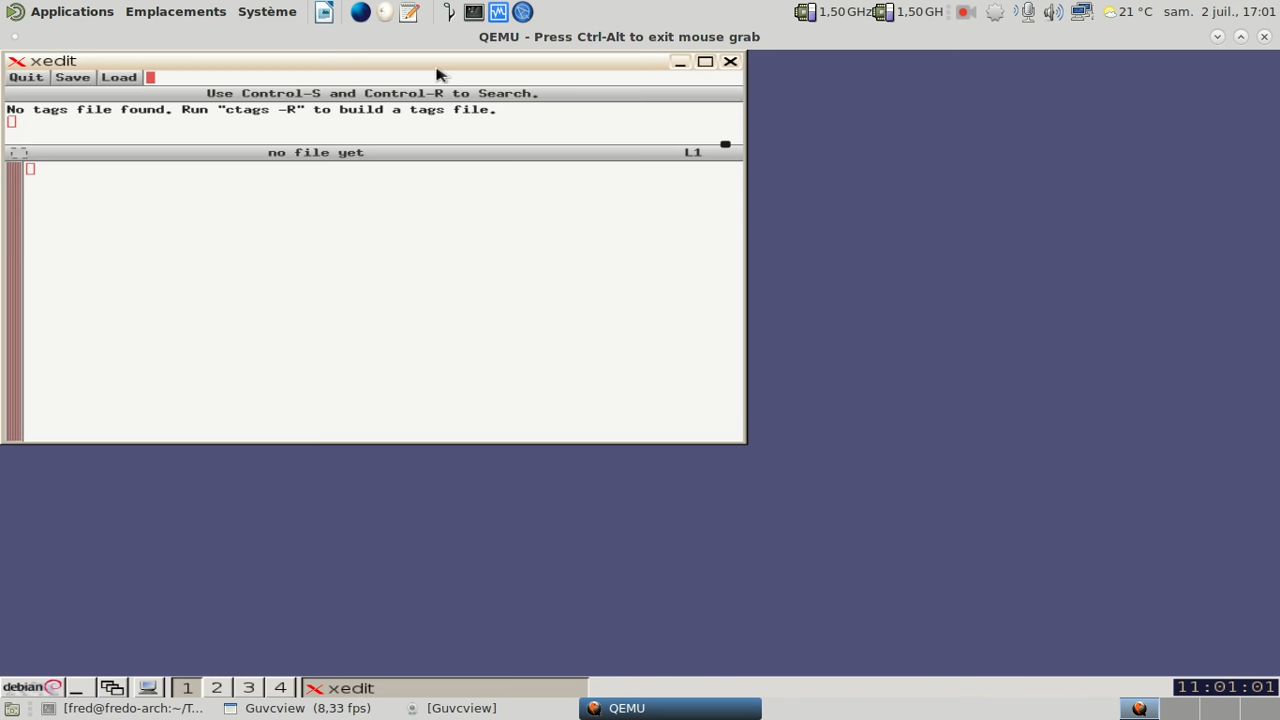 Applications Emplacements Système 1,50 GHz 1,50 GH 21 °C sam. 2 juil., 17:01
QEMU - Press Ctrl-Alt to exit mouse grab
xedit
Quit Save Load
Use Control-S and Control-R to Search.
No tags file found. Run "ctags -R" to build a tags file.
no file yet L1
debian 1 2 3 4 xedit 11:01:01
[fred@fredo-arch:~/T... Guvcview (8,33 fps) [Guvcview] QEMU